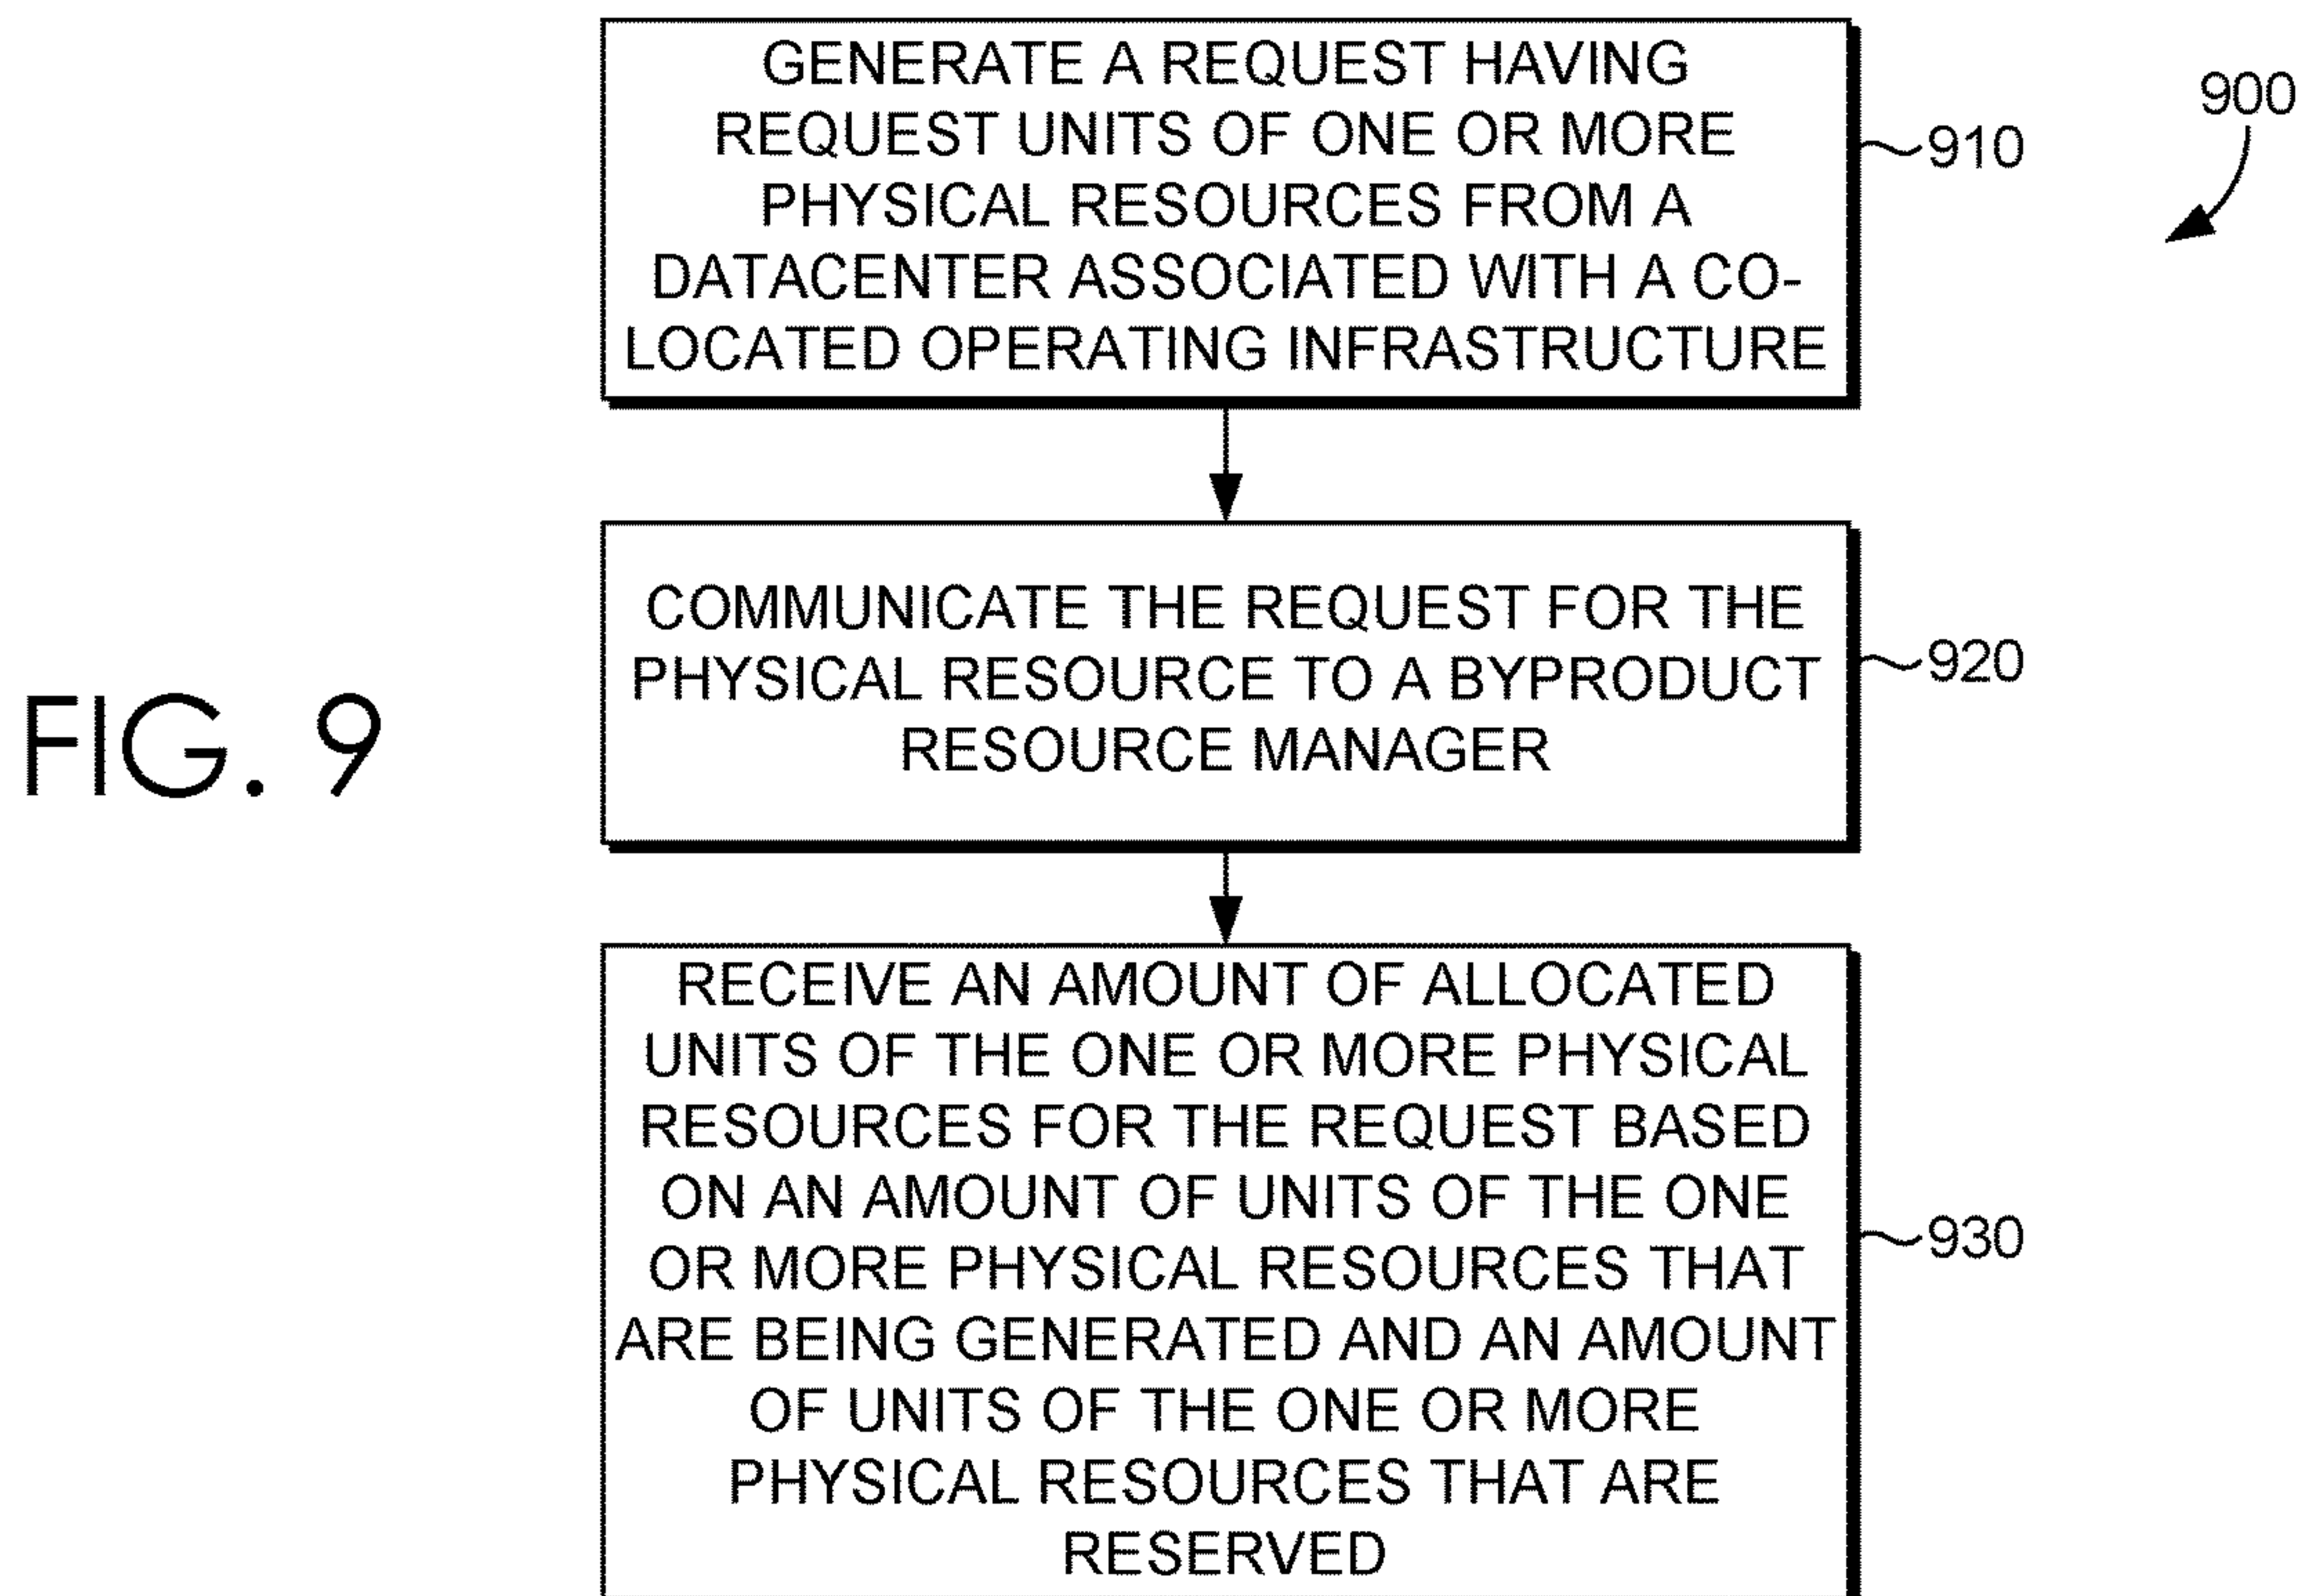 GENERATE A REQUEST HAVING
REQUEST UNITS OF ONE OR MORE
PHYSICAL RESOURCES FROM A
DATACENTER ASSOCIATED WITH A CO-
LOCATED OPERATING INFRASTRUCTURE
910
900
COMMUNICATE THE REQUEST FOR THE
PHYSICAL RESOURCE TO A BYPRODUCT
RESOURCE MANAGER
920
FIG. 9
RECEIVE AN AMOUNT OF ALLOCATED
UNITS OF THE ONE OR MORE PHYSICAL
RESOURCES FOR THE REQUEST BASED
ON AN AMOUNT OF UNITS OF THE ONE
OR MORE PHYSICAL RESOURCES THAT
ARE BEING GENERATED AND AN AMOUNT
OF UNITS OF THE ONE OR MORE
PHYSICAL RESOURCES THAT ARE
RESERVED
930